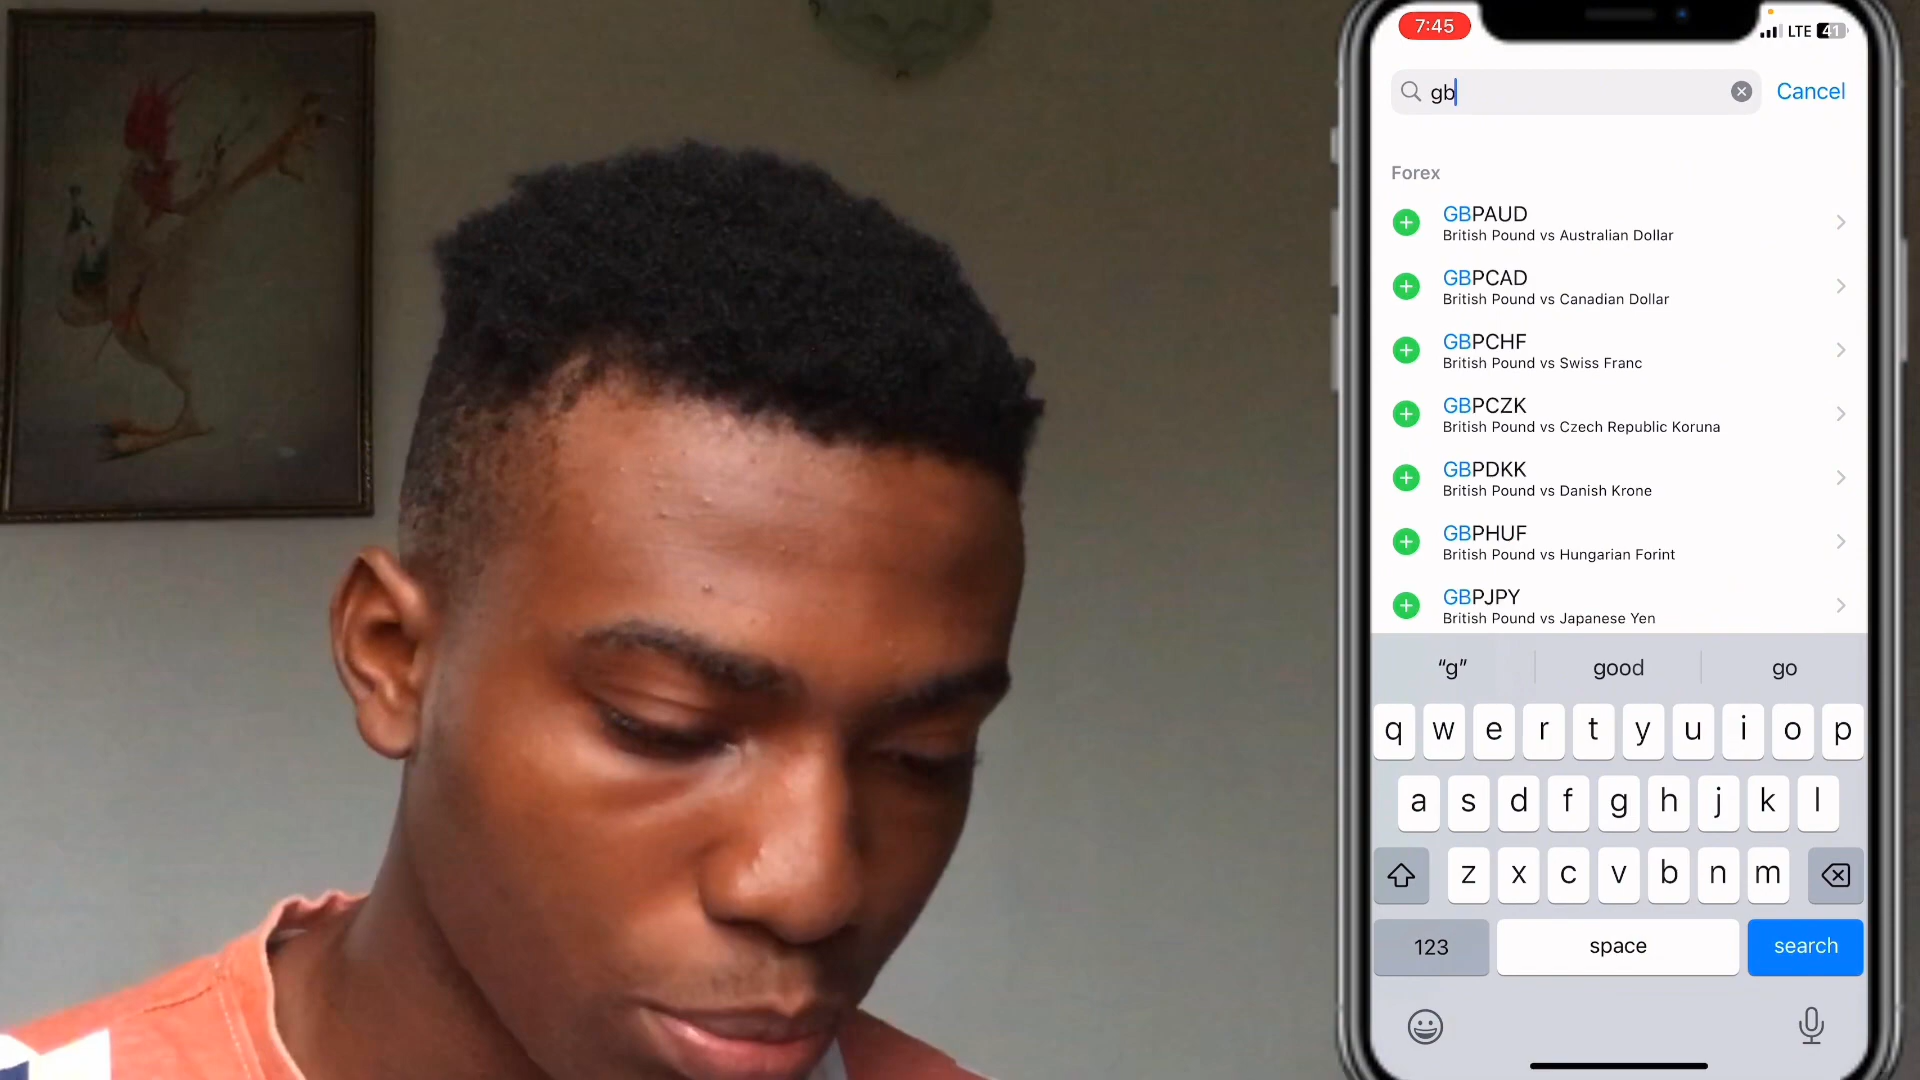 7:45
LTE 41
gb
Cancel
Forex
GBPAUD
British Pound vs Australian Dollar
GBPCAD
British Pound vs Canadian Dollar
GBPCHF
British Pound vs Swiss Franc
GBPCZK
British Pound vs Czech Republic Koruna
GBPDKK
British Pound vs Danish Krone
GBPHUF
British Pound vs Hungarian Forint
GBPJPY
British Pound vs Japanese Yen
“g” good go
q w e r t y u i o p
a s d f g h j k l
z x c v b n m
123 space search